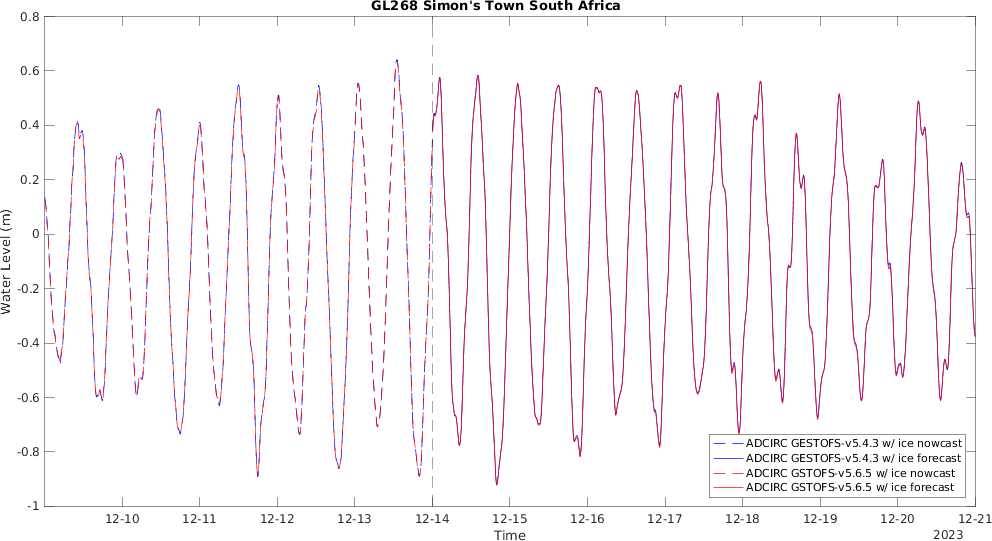 GL268 Simon's Town South Africa
0.8
0.6
0.4
0.2
0
-0.2
-0.4
-0.6
-0.8
-1
Water Level (m)
ADCIRC GESTOFS-v5.4.3 w/ ice nowcast
ADCIRC GESTOFS-v5.4.3 w/ ice forecast
ADCIRC GSTOFS-v5.6.5 w/ ice nowcast
ADCIRC GSTOFS-v5.6.5 w/ ice forecast
12-10 12-11 12-12 12-13 12-14 12-15 12-16 12-17 12-18 12-19 12-20 12-21
Time
2023